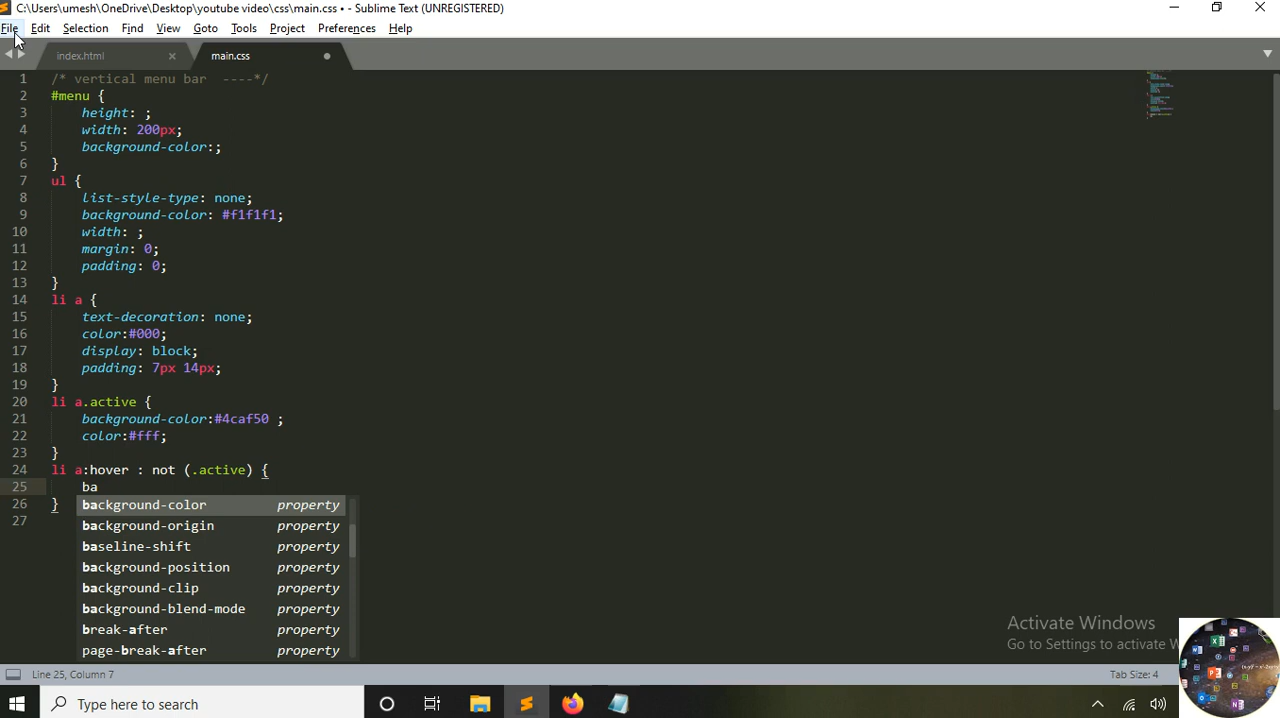 C:\Users\umesh\OneDrive\Desktop\youtube video\css\main.css • - Sublime Text (UNREGISTERED)
File Edit Selection Find View Goto Tools Project Preferences Help
index.html main.css
1 /* vertical menu bar ----*/
2 #menu {
3 height: ;
4 width: 200px;
5 background-color:;
6 }
7 ul {
8 list-style-type: none;
9 background-color: #f1f1f1;
10 width: ;
11 margin: 0;
12 padding: 0;
13 }
14 li a {
15 text-decoration: none;
16 color:#000;
17 display: block;
18 padding: 7px 14px;
19 }
20 li a.active {
21 background-color:#4caf50 ;
22 color:#fff;
23 }
24 li a:hover : not (.active) {
25 ba
26 }
27
background-color property
background-origin property
baseline-shift property
background-position property
background-clip property
background-blend-mode property
break-after property
page-break-after property
Activate Windows
Go to Settings to activate W
Line 25, Column 7 Tab Size: 4
Type here to search